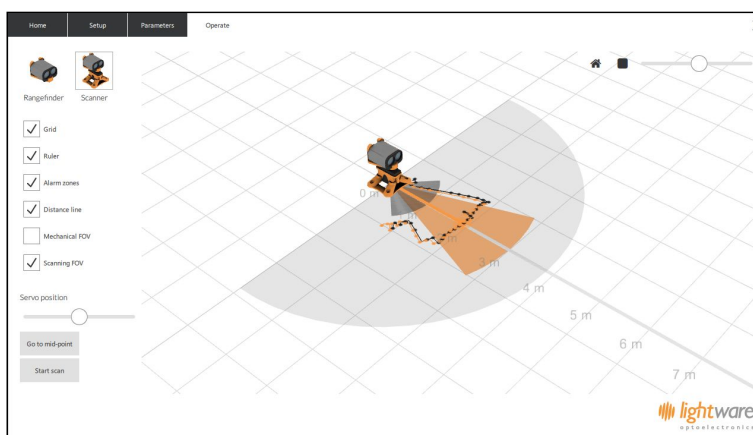 Home
Setup
Parameters
Operate
Rangefinder
Scanner
Grid
Ruler
Alarm zones
Distance line
Mechanical FOV
Scanning FOV
Servo position
Go to mid-point
Start scan
0 m
3 m
4 m
5 m
6 m
7 m
lightware
optoelectronics